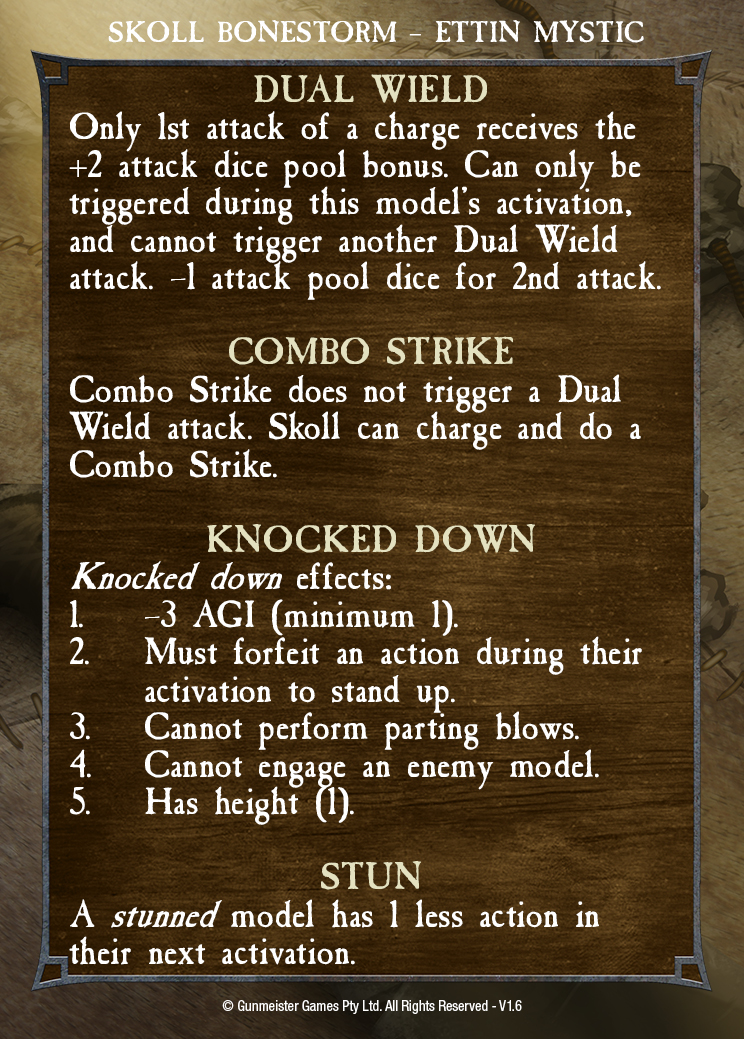 SKOLL BONESTORM – ETTIN MYSTIC
DUAL WIELD
Only 1st attack of a charge receives the
+2 attack dice pool bonus. Can only be
triggered during this model's activation,
and cannot trigger another Dual Wield
attack. –1 attack pool dice for 2nd attack.
COMBO STRIKE
Combo Strike does not trigger a Dual
Wield attack. Skoll can charge and do a
Combo Strike.
KNOCKED DOWN
Knocked down effects:
1. –3 AGI (minimum 1).
2. Must forfeit an action during their
activation to stand up.
3. Cannot perform parting blows.
4. Cannot engage an enemy model.
5. Has height (1).
STUN
A stunned model has 1 less action in
their next activation.
© Gunmeister Games Pty Ltd. All Rights Reserved - V1.6